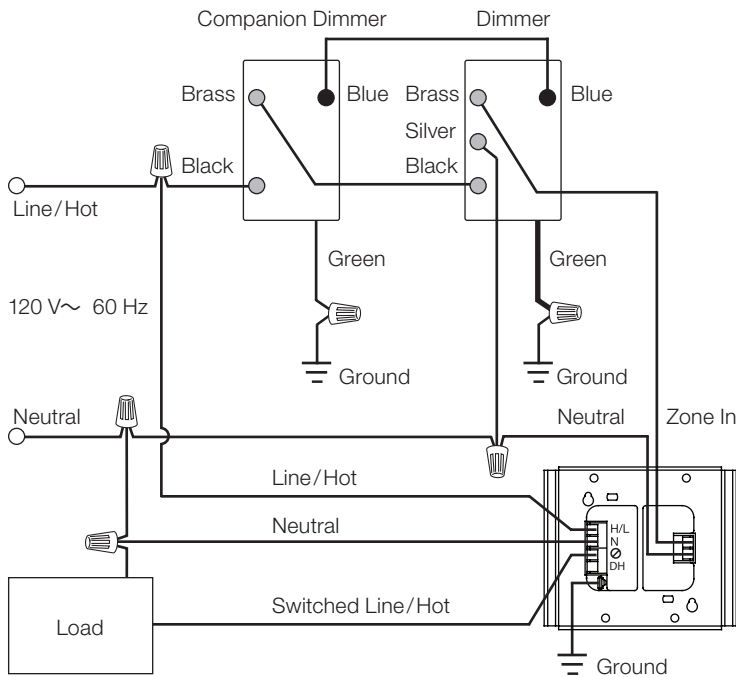 Companion Dimmer
Dimmer
Brass
Blue
Brass
Blue
Silver
Black
Black
Line/Hot
Green
Green
120 V~ 60 Hz
Ground
Ground
Neutral
Neutral
Zone In
Line/Hot
H/L
Neutral
N
DH
Switched Line/Hot
Load
Ground